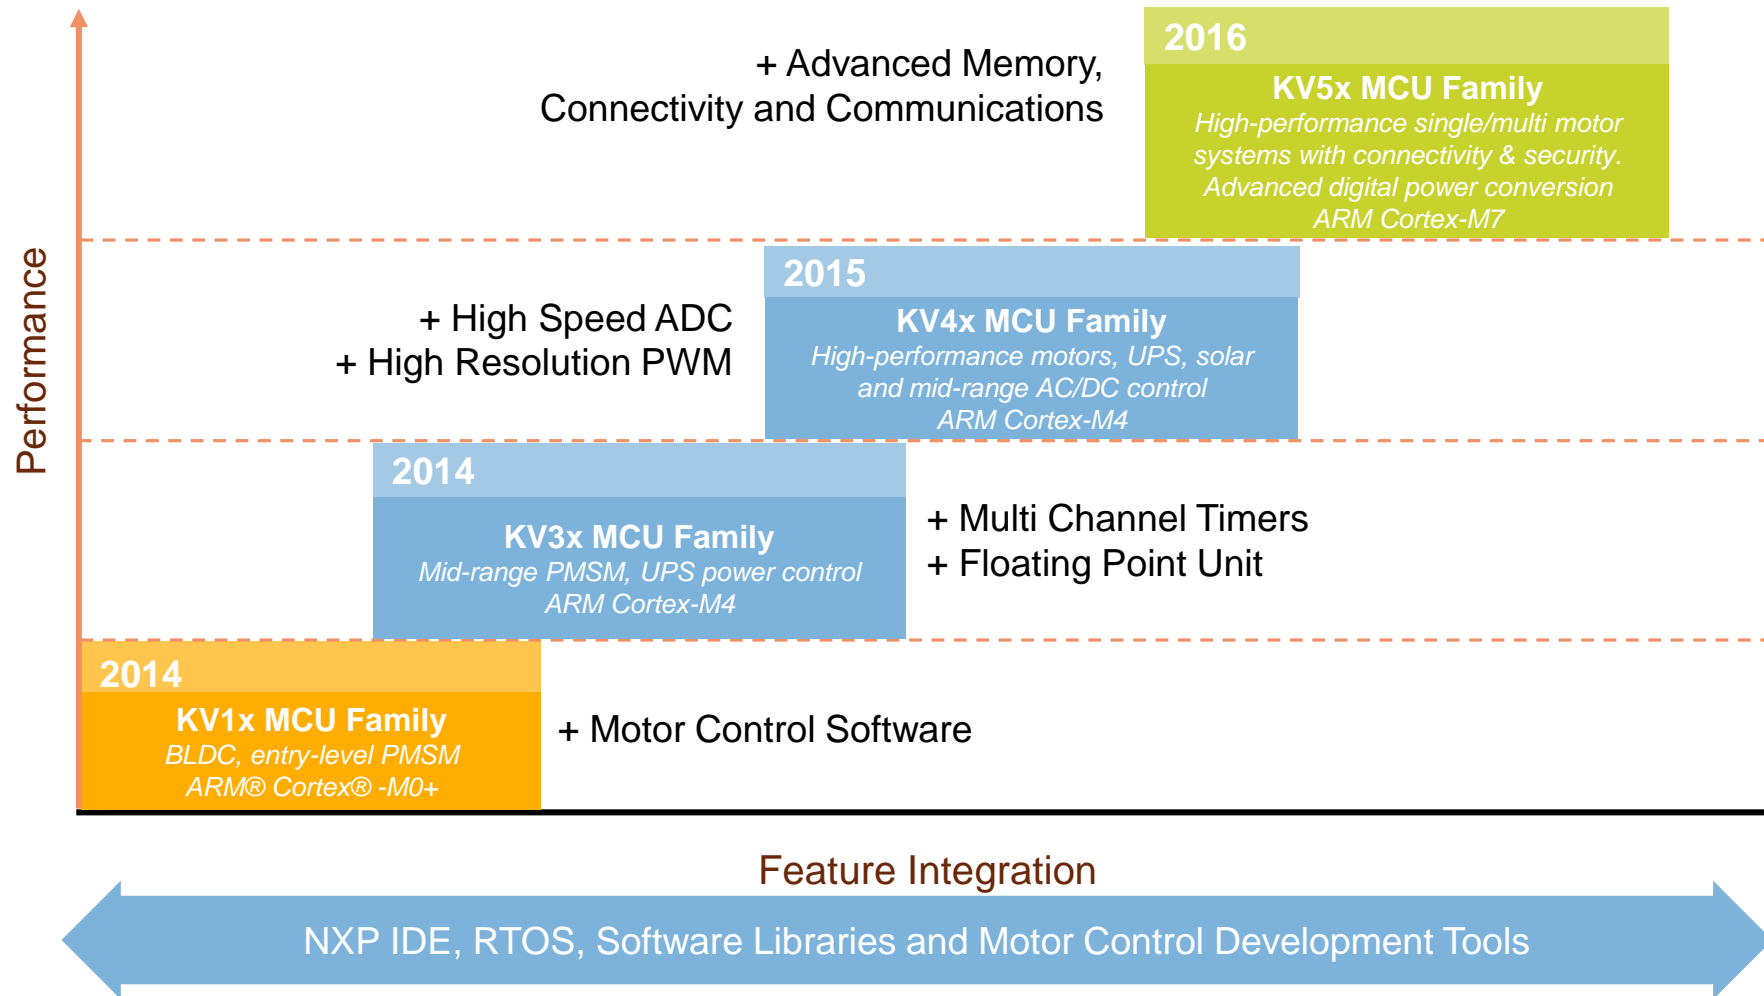 2016
KV5x MCU Family
High-performance single/multi motor
systems with connectivity & security.
Advanced digital power conversion
ARM Cortex-M7
+ Advanced Memory,
Connectivity and Communications
2015
KV4x MCU Family
High-performance motors, UPS, solar
and mid-range AC/DC control
ARM Cortex-M4
+ High Speed ADC
+ High Resolution PWM
Performance
2014
KV3x MCU Family
Mid-range PMSM, UPS power control
ARM Cortex-M4
+ Multi Channel Timers
+ Floating Point Unit
2014
KV1x MCU Family
BLDC, entry-level PMSM
ARM® Cortex® -M0+
+ Motor Control Software
Feature Integration
NXP IDE, RTOS, Software Libraries and Motor Control Development Tools